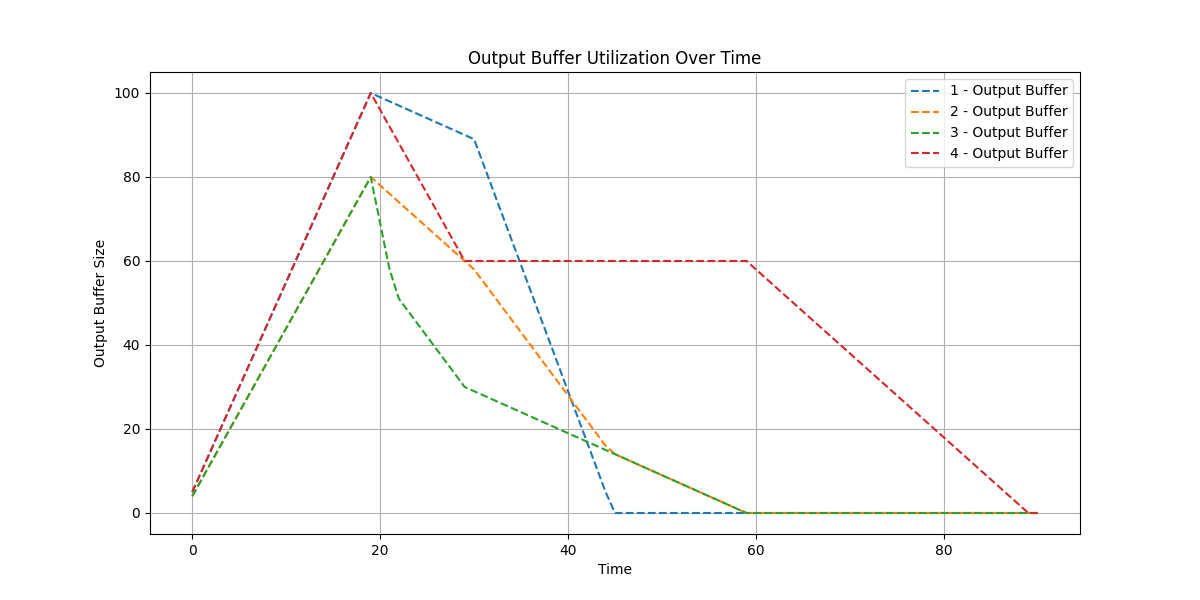 Output Buffer Utilization Over Time
1 - Output Buffer
2 - Output Buffer
3 - Output Buffer
4 - Output Buffer
Output Buffer Size
100
80
60
40
20
0
0 20 40 60 80
Time